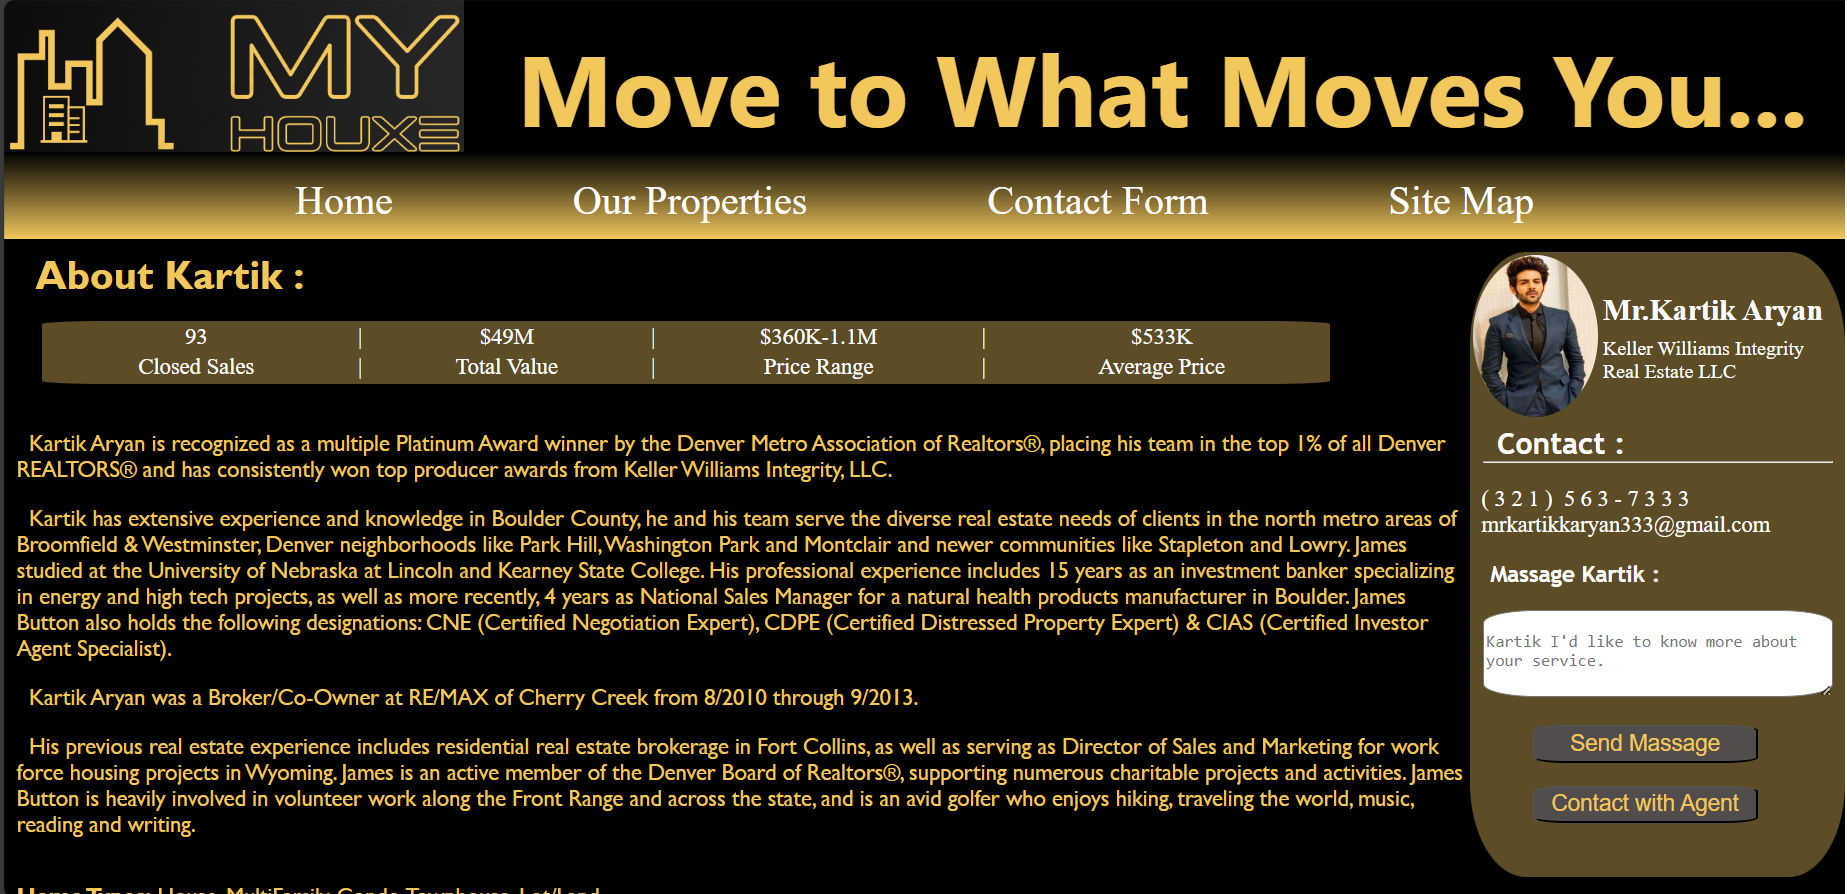 MY
HOUXE
Move to What Moves You...
Home Our Properties Contact Form Site Map
About Kartik :
93 | $49M | $360K-1.1M | $533K
Closed Sales | Total Value | Price Range | Average Price
Kartik Aryan is recognized as a multiple Platinum Award winner by the Denver Metro Association of Realtors®, placing his team in the top 1% of all Denver
REALTORS® and has consistently won top producer awards from Keller Williams Integrity, LLC.
Kartik has extensive experience and knowledge in Boulder County, he and his team serve the diverse real estate needs of clients in the north metro areas of
Broomfield & Westminster, Denver neighborhoods like Park Hill, Washington Park and Montclair and newer communities like Stapleton and Lowry. James
studied at the University of Nebraska at Lincoln and Kearney State College. His professional experience includes 15 years as an investment banker specializing
in energy and high tech projects, as well as more recently, 4 years as National Sales Manager for a natural health products manufacturer in Boulder. James
Button also holds the following designations: CNE (Certified Negotiation Expert), CDPE (Certified Distressed Property Expert) & CIAS (Certified Investor
Agent Specialist).
Kartik Aryan was a Broker/Co-Owner at RE/MAX of Cherry Creek from 8/2010 through 9/2013.
His previous real estate experience includes residential real estate brokerage in Fort Collins, as well as serving as Director of Sales and Marketing for work
force housing projects in Wyoming. James is an active member of the Denver Board of Realtors®, supporting numerous charitable projects and activities. James
Button is heavily involved in volunteer work along the Front Range and across the state, and is an avid golfer who enjoys hiking, traveling the world, music,
reading and writing.
Home Types: House, MultiFamily, Condo, Townhouse, Lot/Land
Mr.Kartik Aryan
Keller Williams Integrity
Real Estate LLC
Contact :
(321) 563-7333
mrkartikkaryan333@gmail.com
Massage Kartik :
Kartik I'd like to know more about
your service.
Send Massage
Contact with Agent